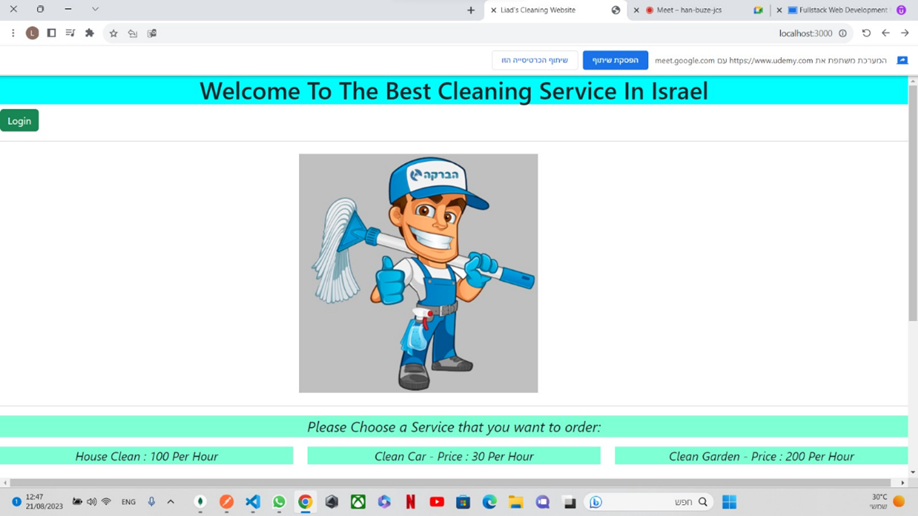 Liad's Cleaning Website
Meet – han-buze-jcs
Fullstack Web Development
localhost:3000
המערכת משתפת את https://www.udemy.com עם meet.google.com
הפסקת שיתוף
שיתוף הכרטיסייה הזו
Welcome To The Best Cleaning Service In Israel
Login
הברקה
Please Choose a Service that you want to order:
House Clean : 100 Per Hour
Clean Car - Price : 30 Per Hour
Clean Garden - Price : 200 Per Hour
12:47
21/08/2023
ENG
חפש
30°C
שמשי